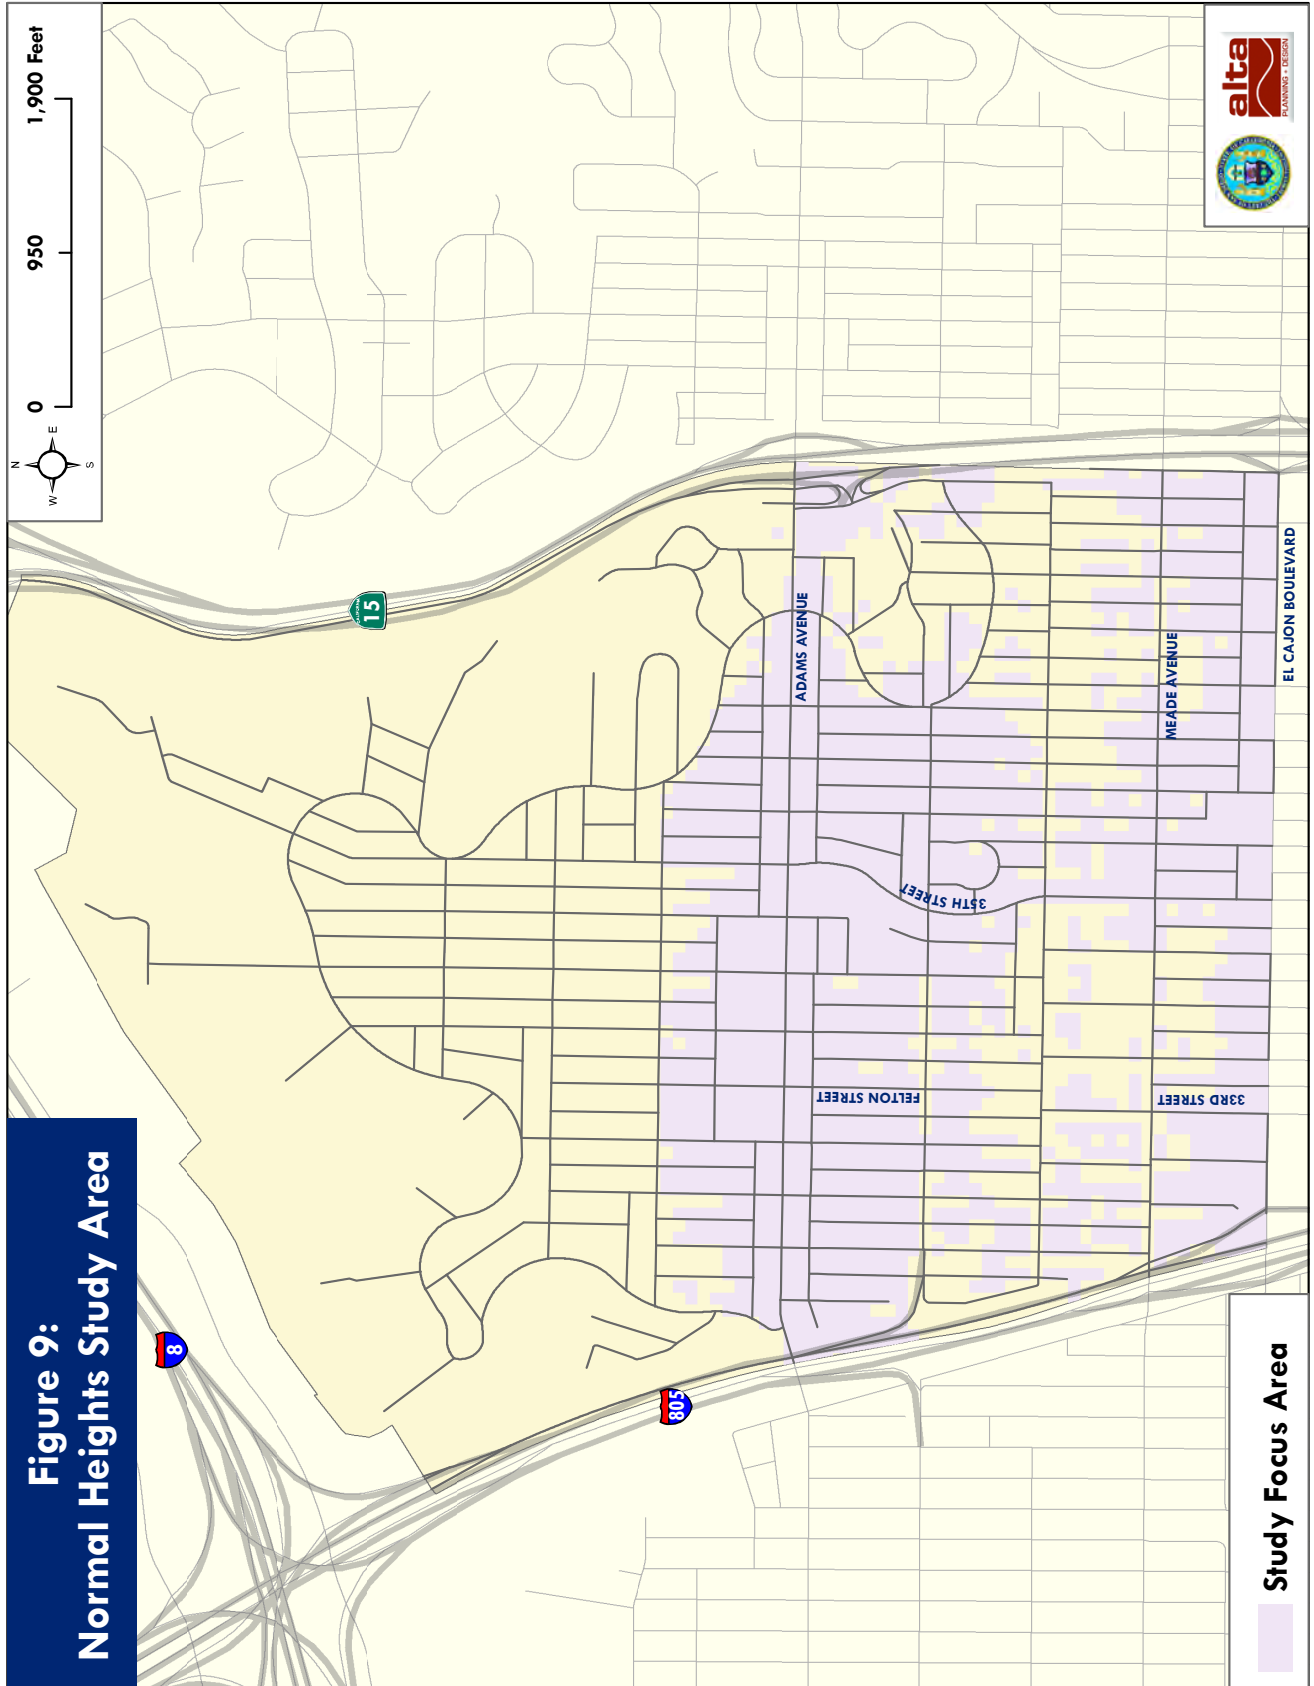 Figure 9:
Normal Heights Study Area
0 950 1,900 Feet
N
W E
S
8
CALIFORNIA
15
805
ADAMS AVENUE
MEADE AVENUE
EL CAJON BOULEVARD
35TH STREET
FELTON STREET
33RD STREET
Study Focus Area
alta
PLANNING + DESIGN